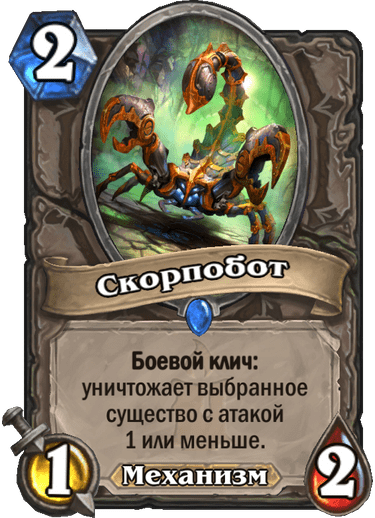 2
Скорпобот
Боевой клич:
уничтожает выбранное
существо с атакой
1 или меньше.
1
Механизм
2